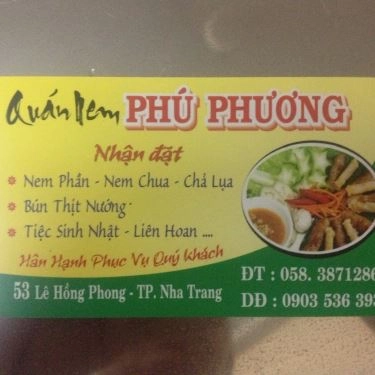 Quán Nem PHÚ PHƯƠNG
Nhận đặt
* Nem Phần - Nem Chua - Chả Lụa
* Bún Thịt Nướng
* Tiệc Sinh Nhật - Liên Hoan ....
Hân Hạnh Phục Vụ Quý Khách
53 Lê Hồng Phong - TP. Nha Trang
ĐT : 058. 3871286
DĐ : 0903 536 393